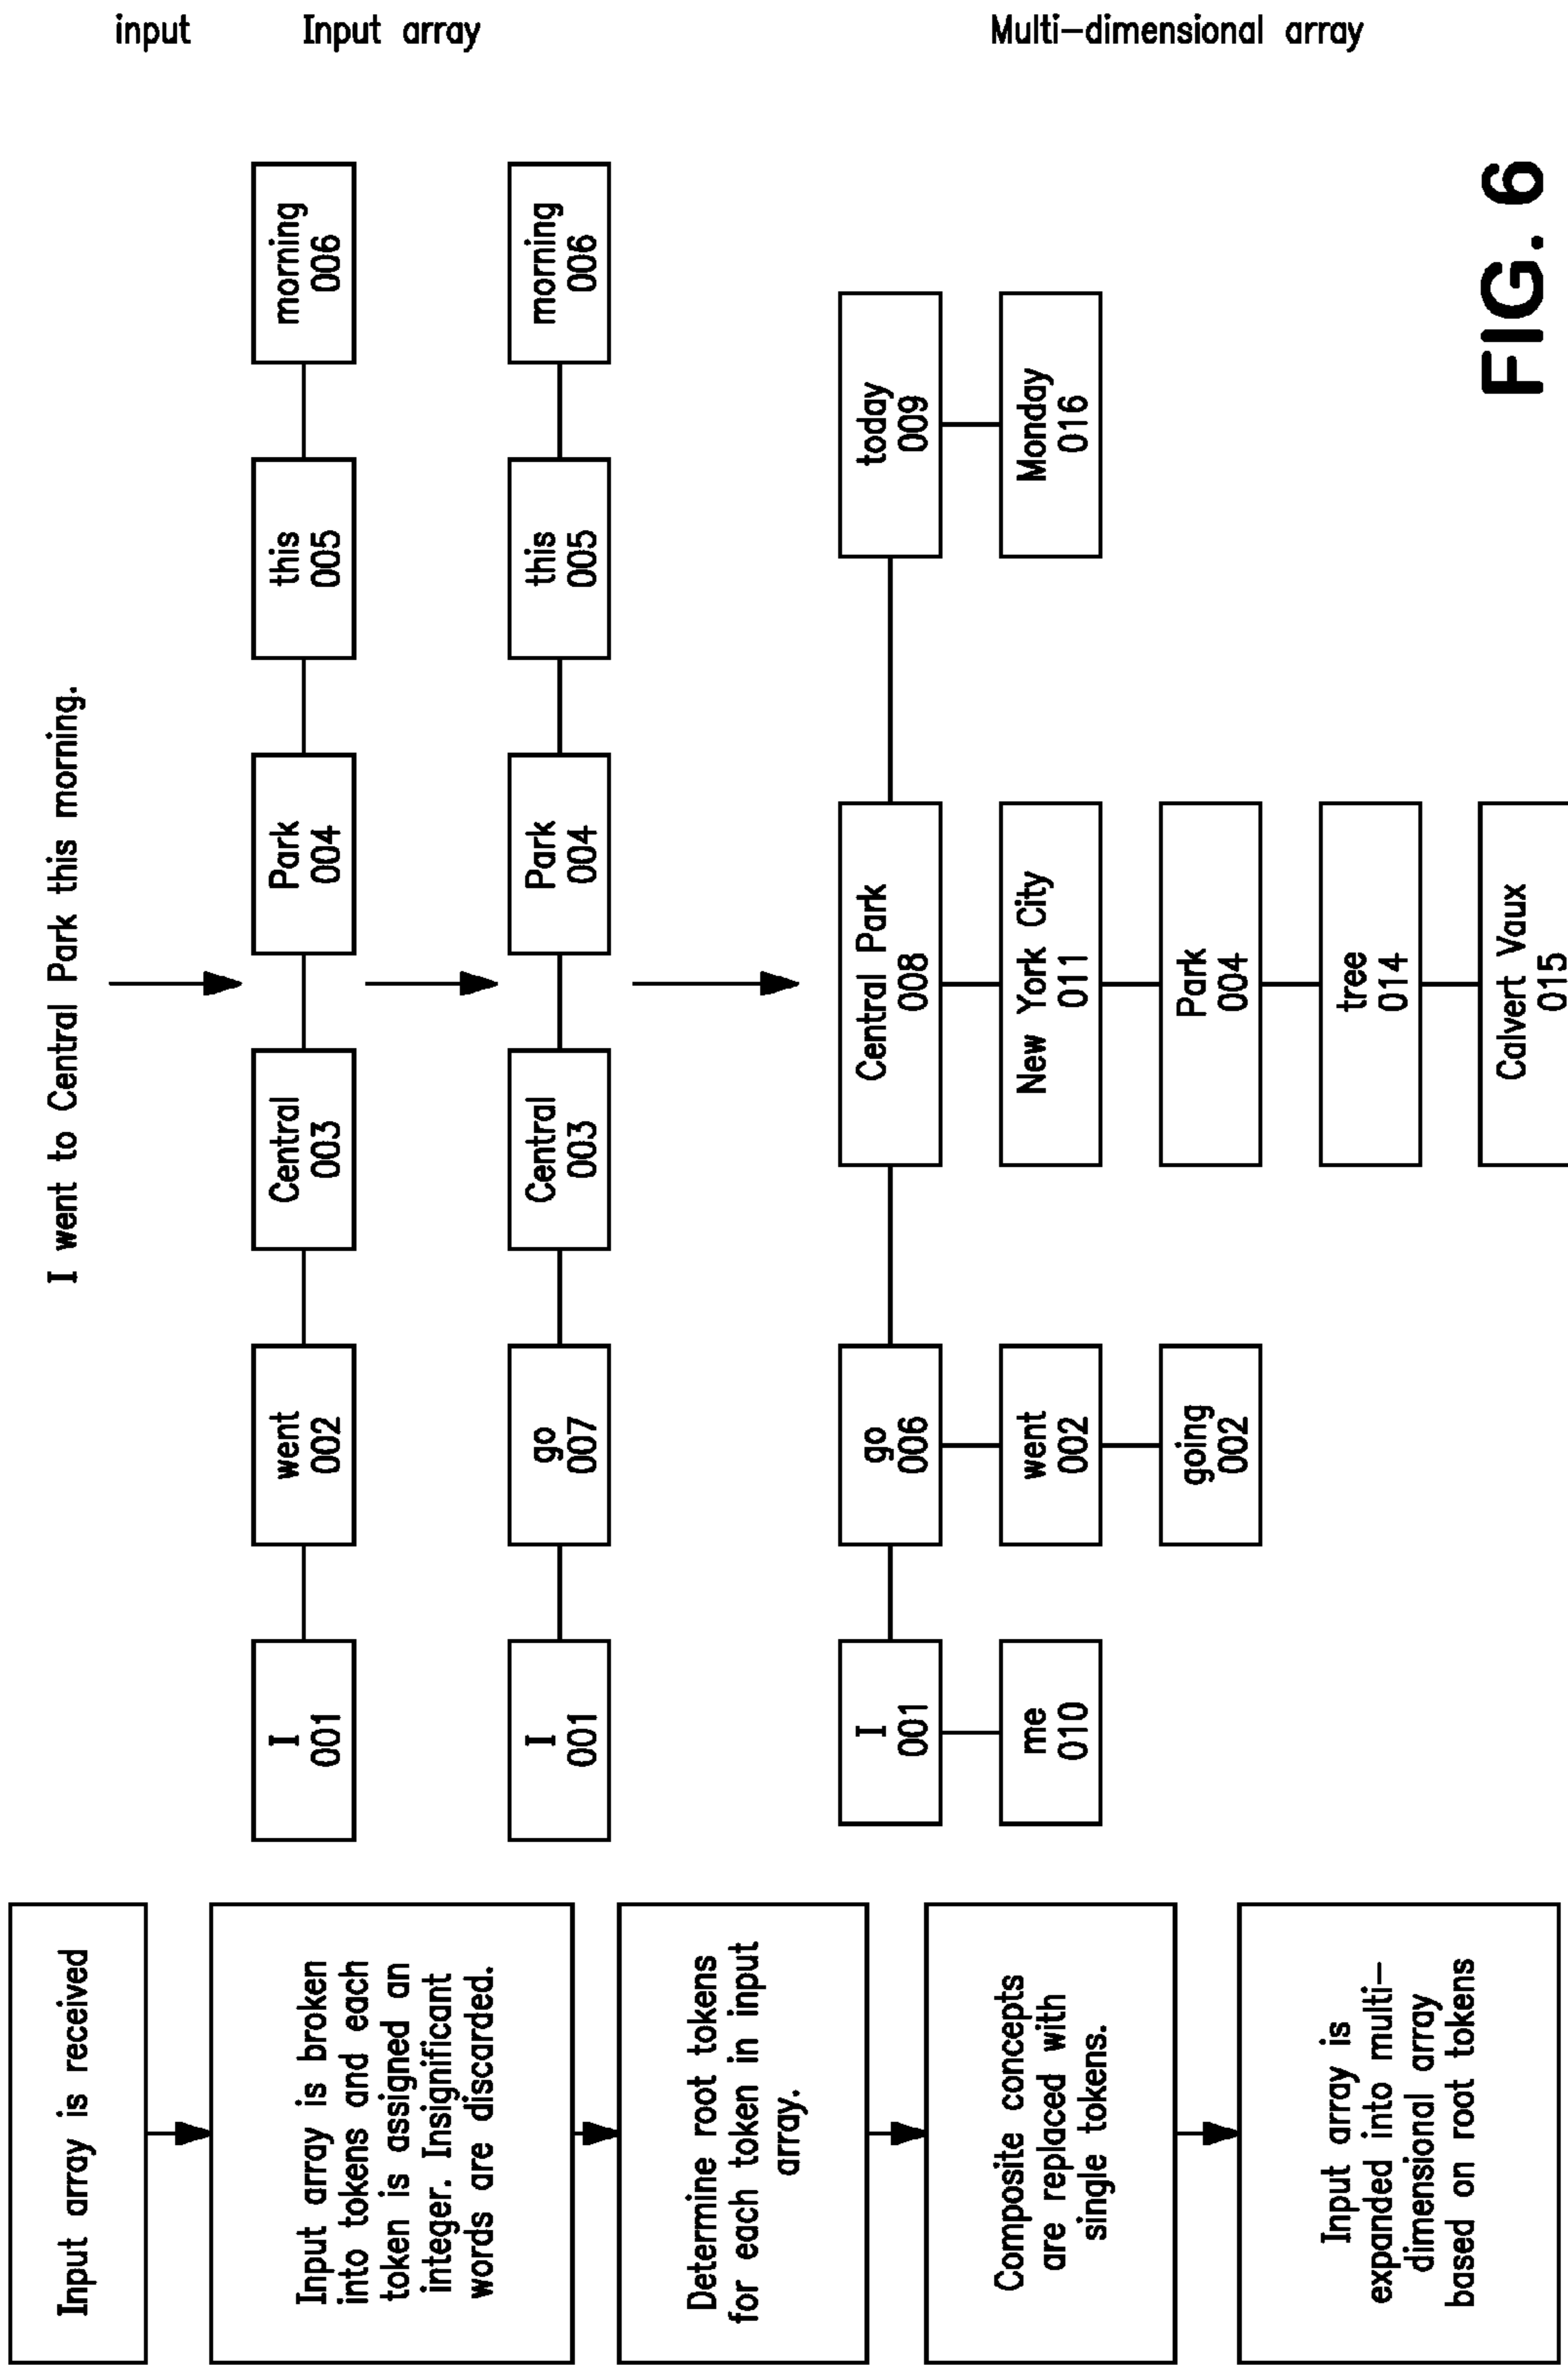 Input array is received
Input array is broken
into tokens and each
token is assigned an
integer. Insignificant
words are discarded.
Determine root tokens
for each token in input
array.
Composite concepts
are replaced with
single tokens.
Input array is
expanded into multi–
dimensional array
based on root tokens
I went to Central Park this morning.
input
I
001
went
002
Central
003
Park
004
this
005
morning
006
Input array
I
001
go
007
Central
003
Park
004
this
005
morning
006
I
001
go
006
Central Park
008
today
009
me
010
went
002
New York City
011
Monday
016
going
002
Park
004
tree
014
Calvert Vaux
015
Multi–dimensional array
FIG. 6